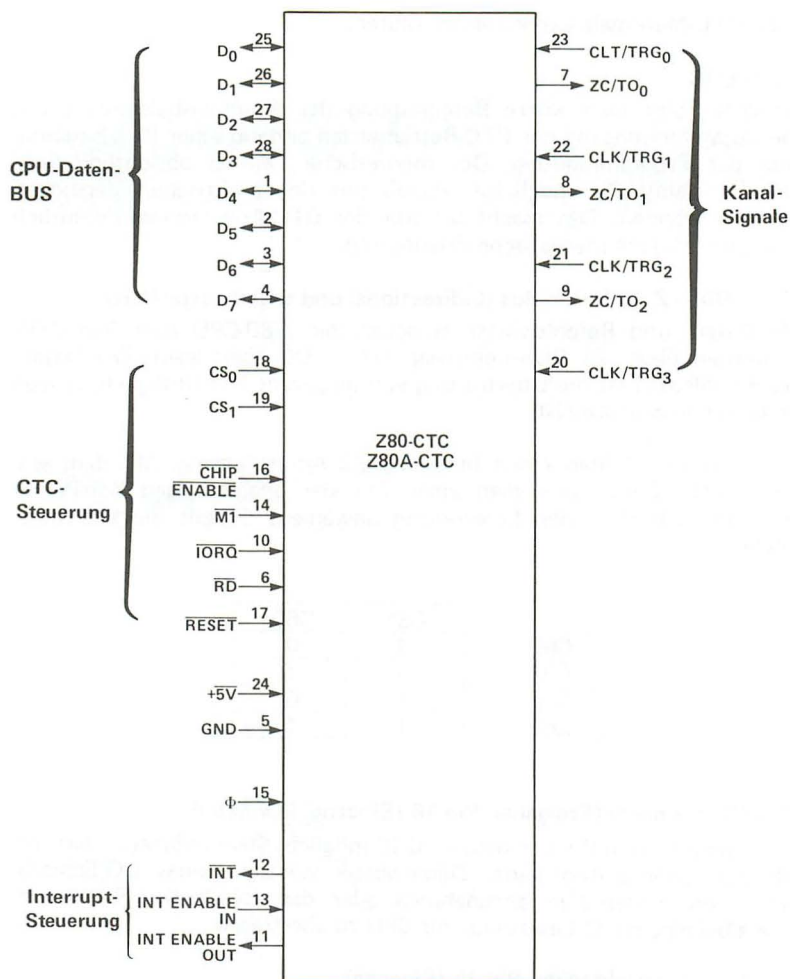 D0 25
D1 26
D2 27
D3 28
D4 1
D5 2
D6 3
D7 4
CPU-Daten-
BUS
CS0 18
CS1 19
CHIP 16
ENABLE
M1 14
IORQ 10
RD 6
RESET 17
CTC-
Steuerung
+5V 24
GND 5
Φ 15
INT 12
INT ENABLE 13
IN
INT ENABLE 11
OUT
Interrupt-
Steuerung
Z80-CTC
Z80A-CTC
23 CLT/TRG0
7 ZC/TO0
22 CLK/TRG1
8 ZC/TO1
21 CLK/TRG2
9 ZC/TO2
20 CLK/TRG3
Kanal-
Signale